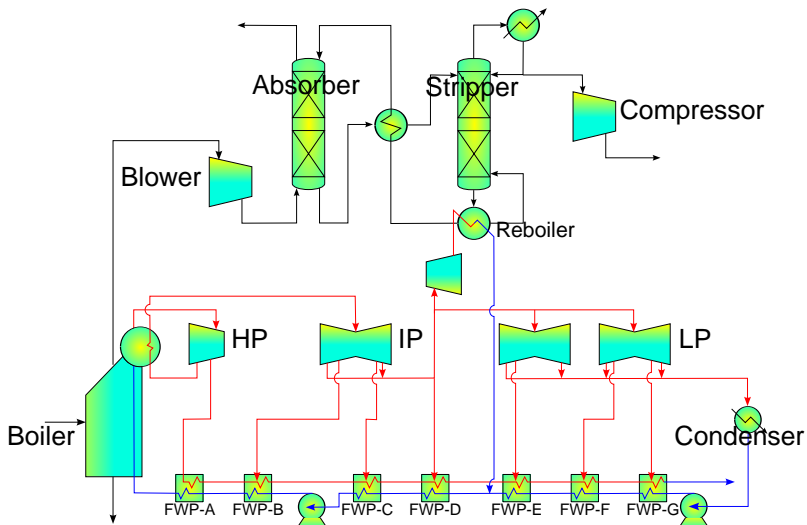 Absorber
Stripper
Compressor
Blower
Reboiler
HP
IP
LP
Boiler
Condenser
FWP-A
FWP-B
FWP-C
FWP-D
FWP-E
FWP-F
FWP-G